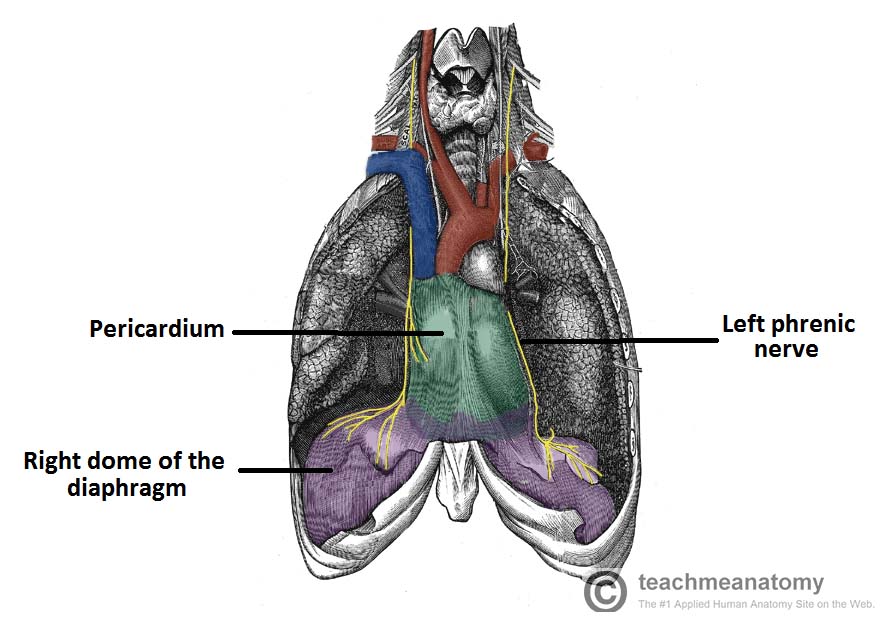 Pericardium
Left phrenic
nerve
Right dome of the
diaphragm
© teachmeanatomy
The #1 Applied Human Anatomy Site on the Web.